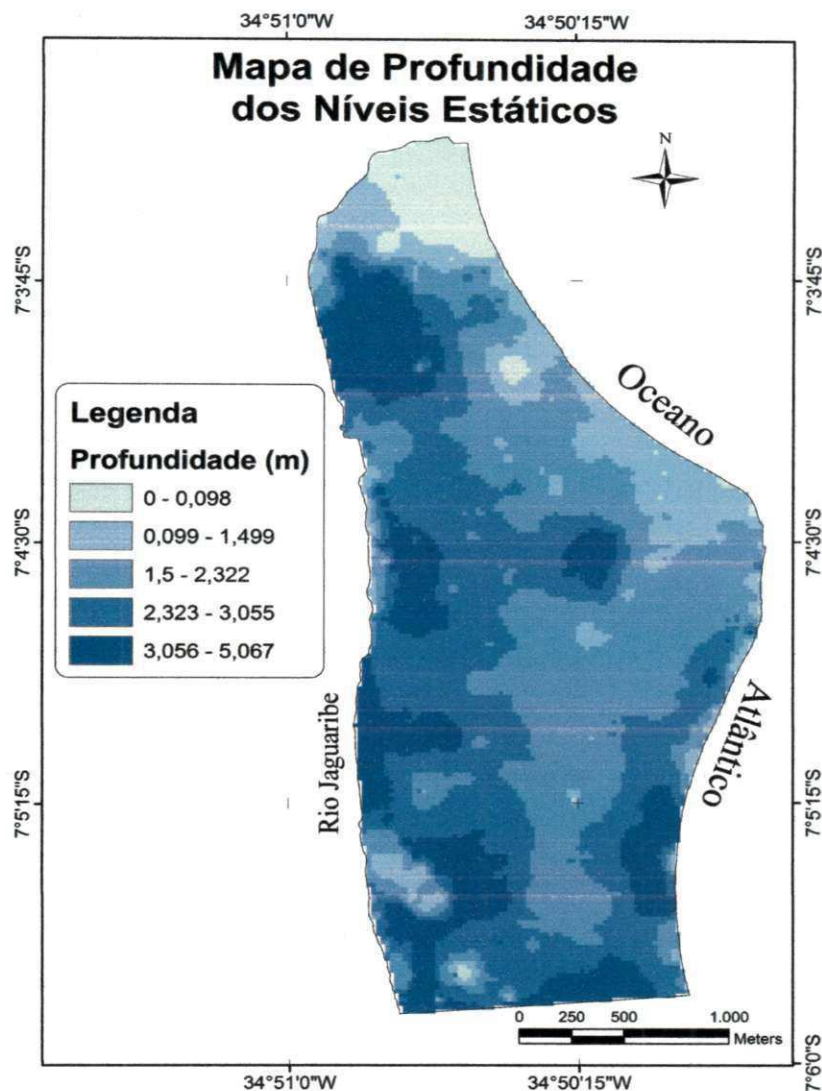 34°51'0"W
34°50'15"W
Mapa de Profundidade
dos Níveis Estáticos
N
7°3'45"S
7°3'45"S
Oceano
Legenda
Profundidade (m)
0 - 0,098
0,099 - 1,499
1,5 - 2,322
2,323 - 3,055
3,056 - 5,067
7°4'30"S
7°4'30"S
Atlântico
Rio Jaguaribe
7°5'15"S
7°5'15"S
0 250 500 1.000
Meters
34°51'0"W
34°50'15"W
7°6'0"S